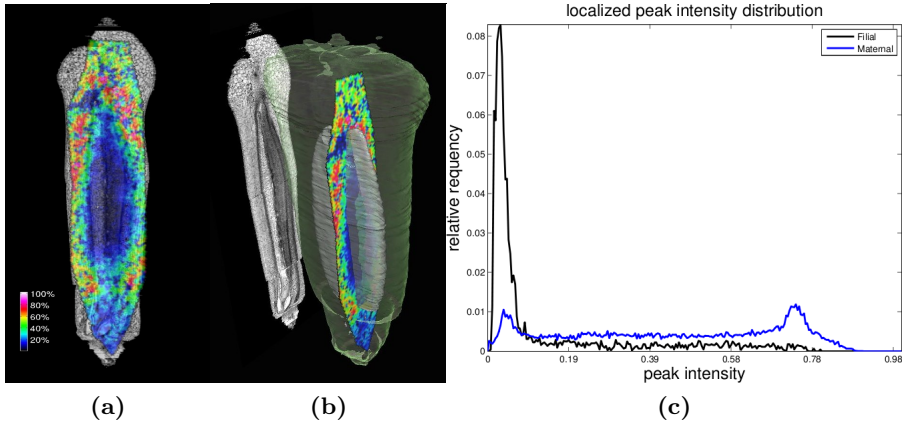 localized peak intensity distribution
0.08
0.07
0.06
0.05
0.04
0.03
0.02
0.01
0
relative requency
Filial
Maternal
0 0.19 0.39 0.58 0.78 0.98
peak intensity
100%
80%
60%
40%
20%
(a) (b) (c)